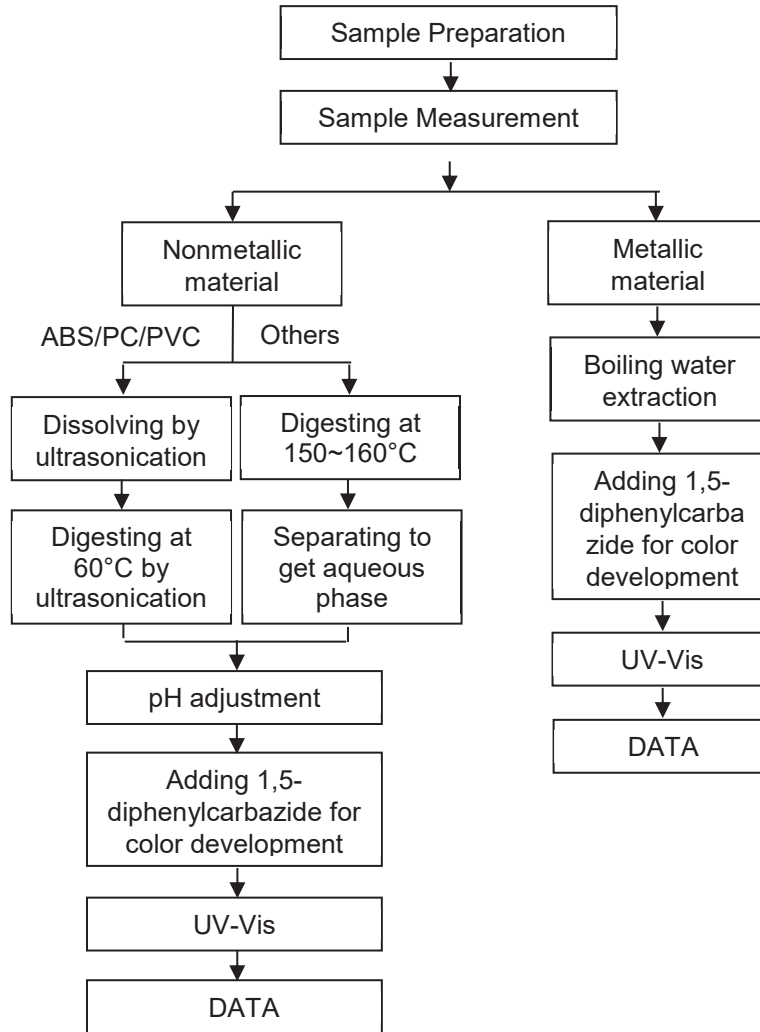 Sample Preparation
Sample Measurement
Nonmetallic
material
ABS/PC/PVC
Others
Dissolving by
ultrasonication
Digesting at
150~160°C
Digesting at
60°C by
ultrasonication
Separating to
get aqueous
phase
pH adjustment
Adding 1,5-
diphenylcarbazide for
color development
UV-Vis
DATA
Metallic
material
Boiling water
extraction
Adding 1,5-
diphenylcarba
zide for color
development
UV-Vis
DATA